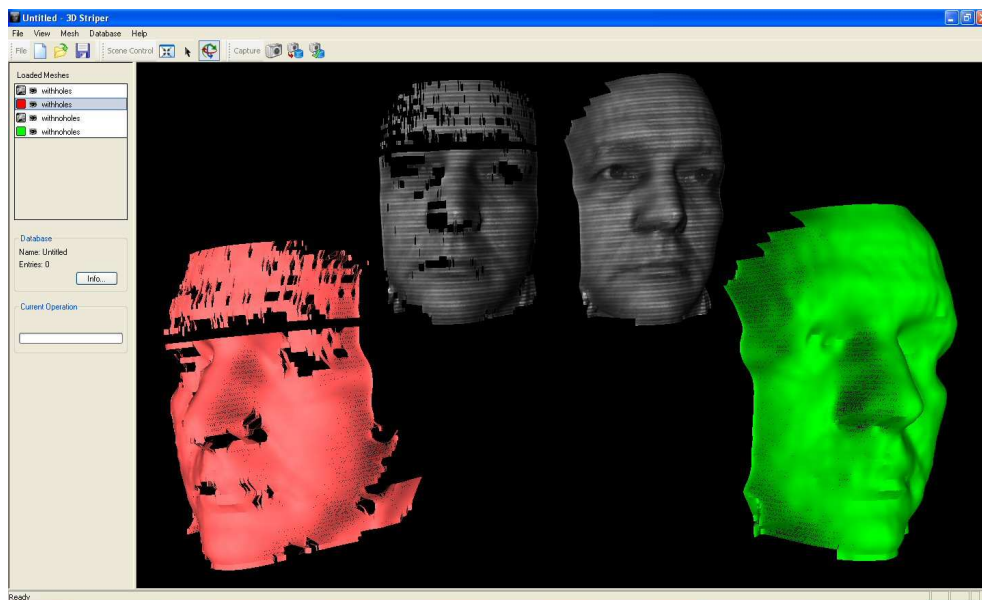 Untitled - 3D Striper
File View Mesh Database Help
File Scene Control Capture
Loaded Meshes
withholes
withholes
withnoholes
withnoholes
Database
Name: Untitled
Entries: 0
Info...
Current Operation
Ready